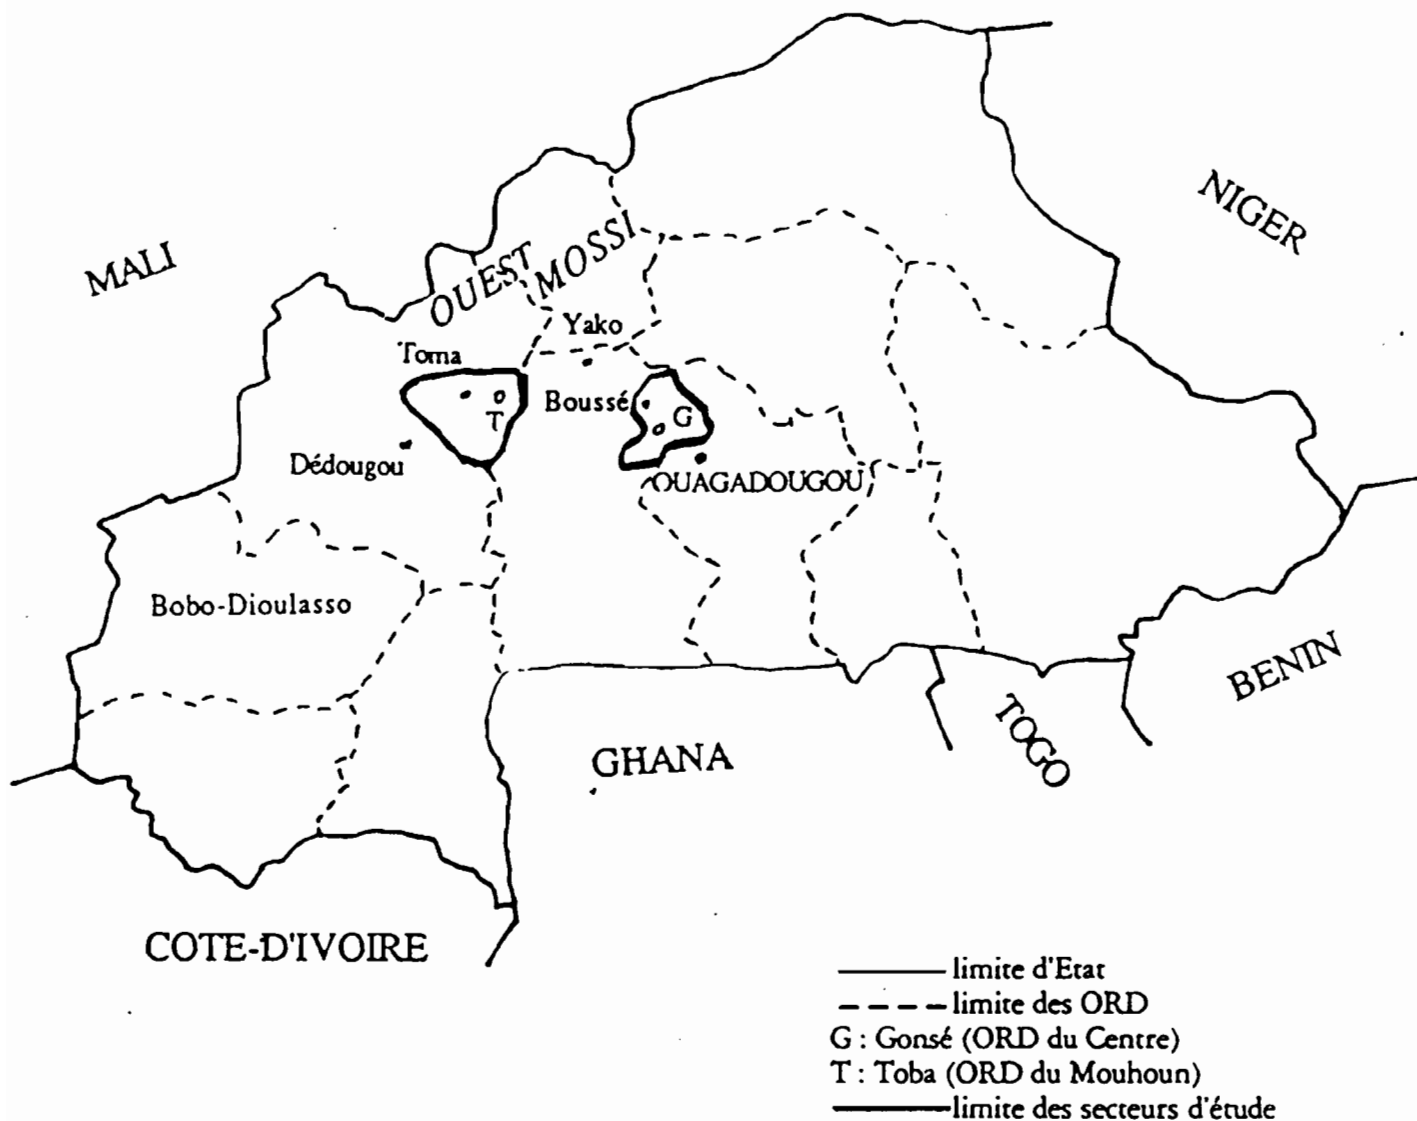 NIGER
MALI
OUEST
MOSSI
Yako
Toma
T
Boussé
G
Dédougou
OUAGADOUGOU
Bobo-Dioulasso
BENIN
TOGO
GHANA
COTE-D'IVOIRE
limite d'Etat
limite des ORD
G : Gonsé (ORD du Centre)
T : Toba (ORD du Mouhoun)
limite des secteurs d'étude